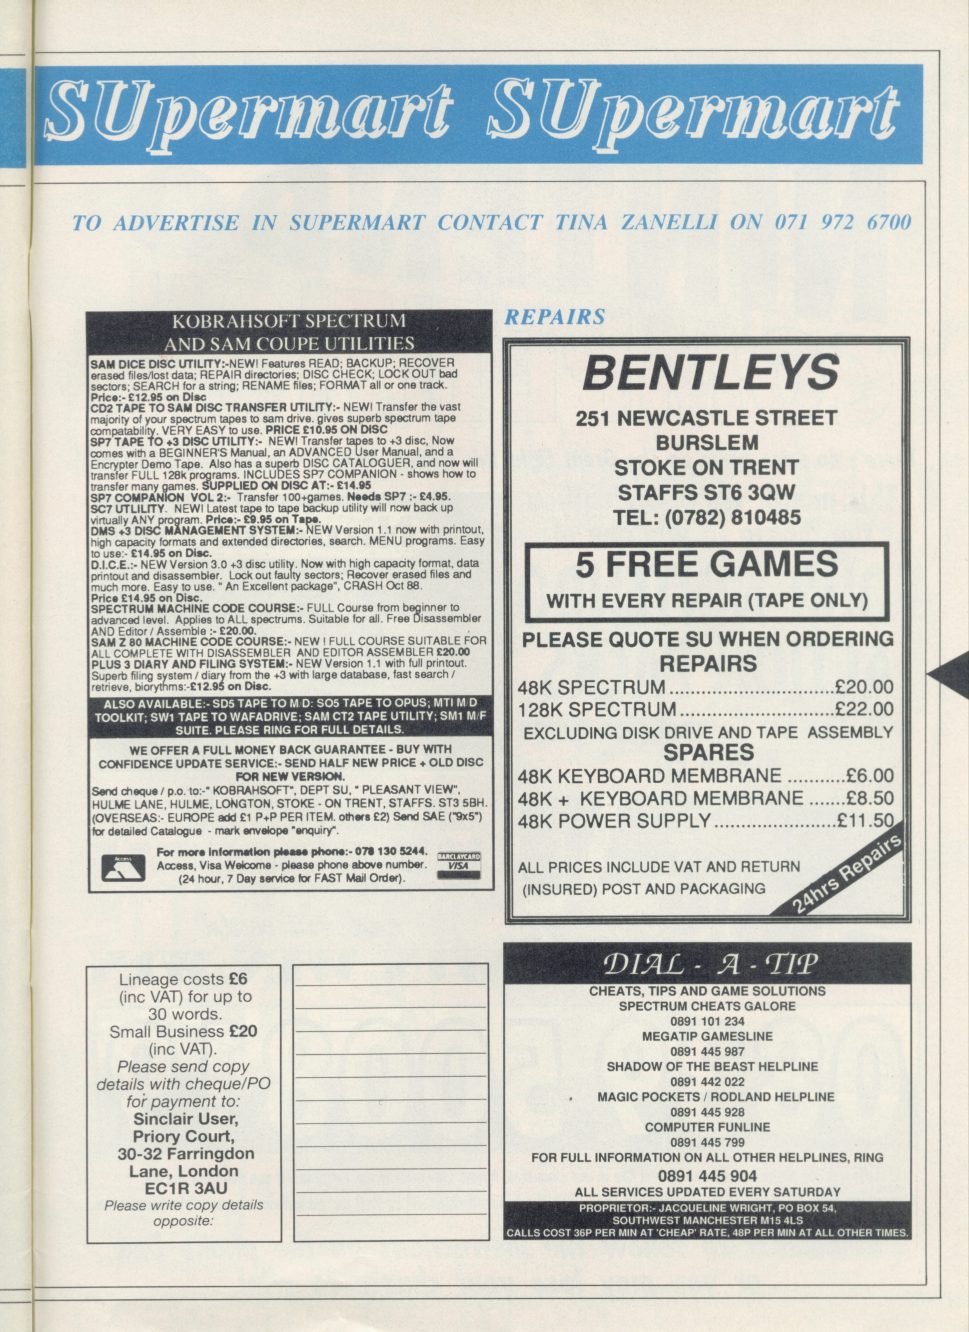 SUpermart SUpermart
TO ADVERTISE IN SUPERMART CONTACT TINA ZANELLI ON 071 972 6700
KOBRAHSOFT SPECTRUM
AND SAM COUPE UTILITIES
SAM DICE DISC UTILITY:-NEW! Features READ; BACKUP; RECOVER
erased files/lost data; REPAIR directories; DISC CHECK; LOCK OUT bad
sectors; SEARCH for a string; RENAME files; FORMAT all or one track.
Price:- £12.95 on Disc
CD2 TAPE TO SAM DISC TRANSFER UTILITY:- NEW! Transfer the vast
majority of your spectrum tapes to sam drive. gives superb spectrum tape
compatability. VERY EASY to use. PRICE £10.95 ON DISC
SP7 TAPE TO +3 DISC UTILITY:- NEW! Transfer tapes to +3 disc, Now
comes with a BEGINNER'S Manual, an ADVANCED User Manual, and a
Encrypter Demo Tape. Also has a superb DISC CATALOGUER, and now will
transfer FULL 128k programs. INCLUDES SP7 COMPANION - shows how to
transfer many games. SUPPLIED ON DISC AT:- £14.95
SP7 COMPANION VOL 2:- Transfer 100+games. Needs SP7 :- £4.95.
SC7 UTLILITY. NEW! Latest tape to tape backup utility will now back up
virtually ANY program. Price:- £9.95 on Tape.
DMS +3 DISC MANAGEMENT SYSTEM:- NEW Version 1.1 now with printout,
high capacity formats and extended directories, search. MENU programs. Easy
to use:- £14.95 on Disc.
D.I.C.E.:- NEW Version 3.0 +3 disc utility. Now with high capacity format, data
printout and disassembler. Lock out faulty sectors; Recover erased files and
much more. Easy to use. " An Excellent package", CRASH Oct 88.
Price £14.95 on Disc.
SPECTRUM MACHINE CODE COURSE:- FULL Course from beginner to
advanced level. Applies to ALL spectrums. Suitable for all. Free Disassembler
AND Editor / Assemble :- £20.00.
SAM Z 80 MACHINE CODE COURSE:- NEW ! FULL COURSE SUITABLE FOR
ALL COMPLETE WITH DISASSEMBLER AND EDITOR ASSEMBLER £20.00
PLUS 3 DIARY AND FILING SYSTEM:- NEW Version 1.1 with full printout.
Superb filing system / diary from the +3 with large database, fast search /
retrieve, biorythms:-£12.95 on Disc.
ALSO AVAILABLE:- SD5 TAPE TO M/D: SO5 TAPE TO OPUS; MTI M/D
TOOLKIT; SW1 TAPE TO WAFADRIVE; SAM CT2 TAPE UTILITY; SM1 M/F
SUITE. PLEASE RING FOR FULL DETAILS.
WE OFFER A FULL MONEY BACK GUARANTEE - BUY WITH
CONFIDENCE UPDATE SERVICE:- SEND HALF NEW PRICE + OLD DISC
FOR NEW VERSION.
Send cheque / p.o. to:-" KOBRAHSOFT", DEPT SU, " PLEASANT VIEW",
HULME LANE, HULME, LONGTON, STOKE - ON TRENT, STAFFS. ST3 5BH.
(OVERSEAS:- EUROPE add £1 P+P PER ITEM. others £2) Send SAE ("9x5")
for detailed Catalogue - mark envelope "enquiry".
Access
For more information please phone:- 078 130 5244.
Access, Visa Welcome - please phone above number.
(24 hour, 7 Day service for FAST Mail Order).
BARCLAYCARD
VISA
REPAIRS
BENTLEYS
251 NEWCASTLE STREET
BURSLEM
STOKE ON TRENT
STAFFS ST6 3QW
TEL: (0782) 810485
5 FREE GAMES
WITH EVERY REPAIR (TAPE ONLY)
PLEASE QUOTE SU WHEN ORDERING
REPAIRS
48K SPECTRUM......................£20.00
128K SPECTRUM.....................£22.00
EXCLUDING DISK DRIVE AND TAPE ASSEMBLY
SPARES
48K KEYBOARD MEMBRANE ...........£6.00
48K + KEYBOARD MEMBRANE .......£8.50
48K POWER SUPPLY.....................£11.50
ALL PRICES INCLUDE VAT AND RETURN
(INSURED) POST AND PACKAGING
24hrs Repairs
Lineage costs £6
(inc VAT) for up to
30 words.
Small Business £20
(inc VAT).
Please send copy
details with cheque/PO
for payment to:
Sinclair User,
Priory Court,
30-32 Farringdon
Lane, London
EC1R 3AU
Please write copy details
opposite:
DIAL - A - TIP
CHEATS, TIPS AND GAME SOLUTIONS
SPECTRUM CHEATS GALORE
0891 101 234
MEGATIP GAMESLINE
0891 445 987
SHADOW OF THE BEAST HELPLINE
0891 442 022
MAGIC POCKETS / RODLAND HELPLINE
0891 445 928
COMPUTER FUNLINE
0891 445 799
FOR FULL INFORMATION ON ALL OTHER HELPLINES, RING
0891 445 904
ALL SERVICES UPDATED EVERY SATURDAY
PROPRIETOR:- JACQUELINE WRIGHT, PO BOX 54,
SOUTHWEST MANCHESTER M15 4LS
CALLS COST 36P PER MIN AT 'CHEAP' RATE, 48P PER MIN AT ALL OTHER TIMES.